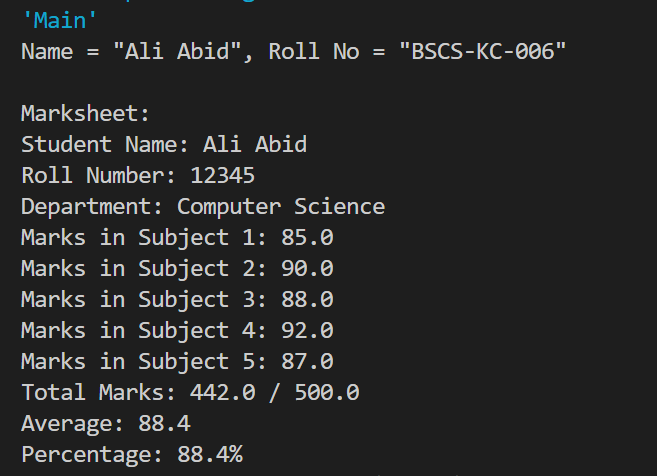 'Main'
Name = "Ali Abid", Roll No = "BSCS-KC-006"
Marksheet:
Student Name: Ali Abid
Roll Number: 12345
Department: Computer Science
Marks in Subject 1: 85.0
Marks in Subject 2: 90.0
Marks in Subject 3: 88.0
Marks in Subject 4: 92.0
Marks in Subject 5: 87.0
Total Marks: 442.0 / 500.0
Average: 88.4
Percentage: 88.4%